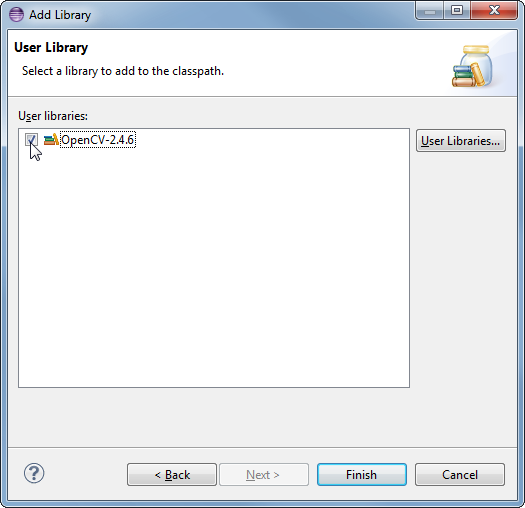 Add Library
User Library
Select a library to add to the classpath.
User libraries:
OpenCV-2.4.6
User Libraries...
?
< Back
Next >
Finish
Cancel